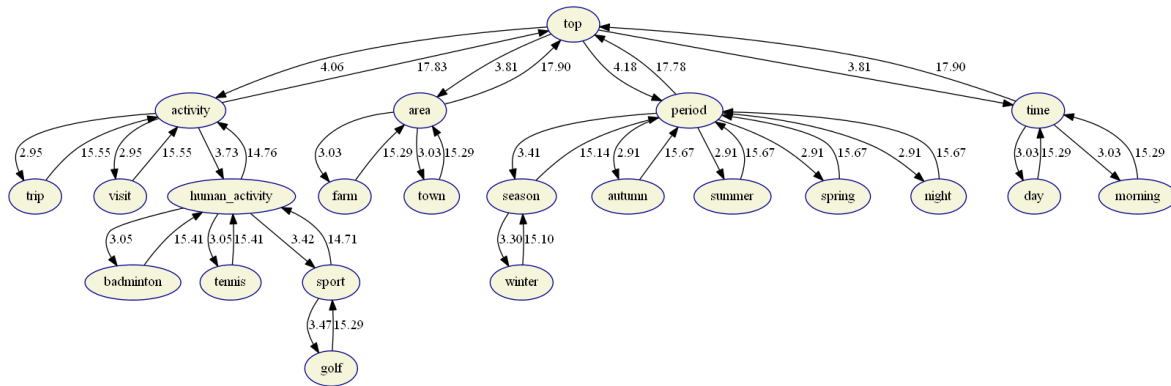 top
4.06 17.83 3.81 17.90 4.18 17.78 3.81 17.90
activity area period time
2.95 15.55 2.95 15.55 3.73 14.76 3.03 15.29 3.03 15.29 3.41 15.14 2.91 15.67 2.91 15.67 2.91 15.67 2.91 15.67 3.03 15.29 3.03 15.29
trip visit human_activity farm town season autumn summer spring night day morning
3.05 15.41 3.05 15.41 3.42 14.71 3.30 15.10
badminton tennis sport winter
3.47 15.29
golf